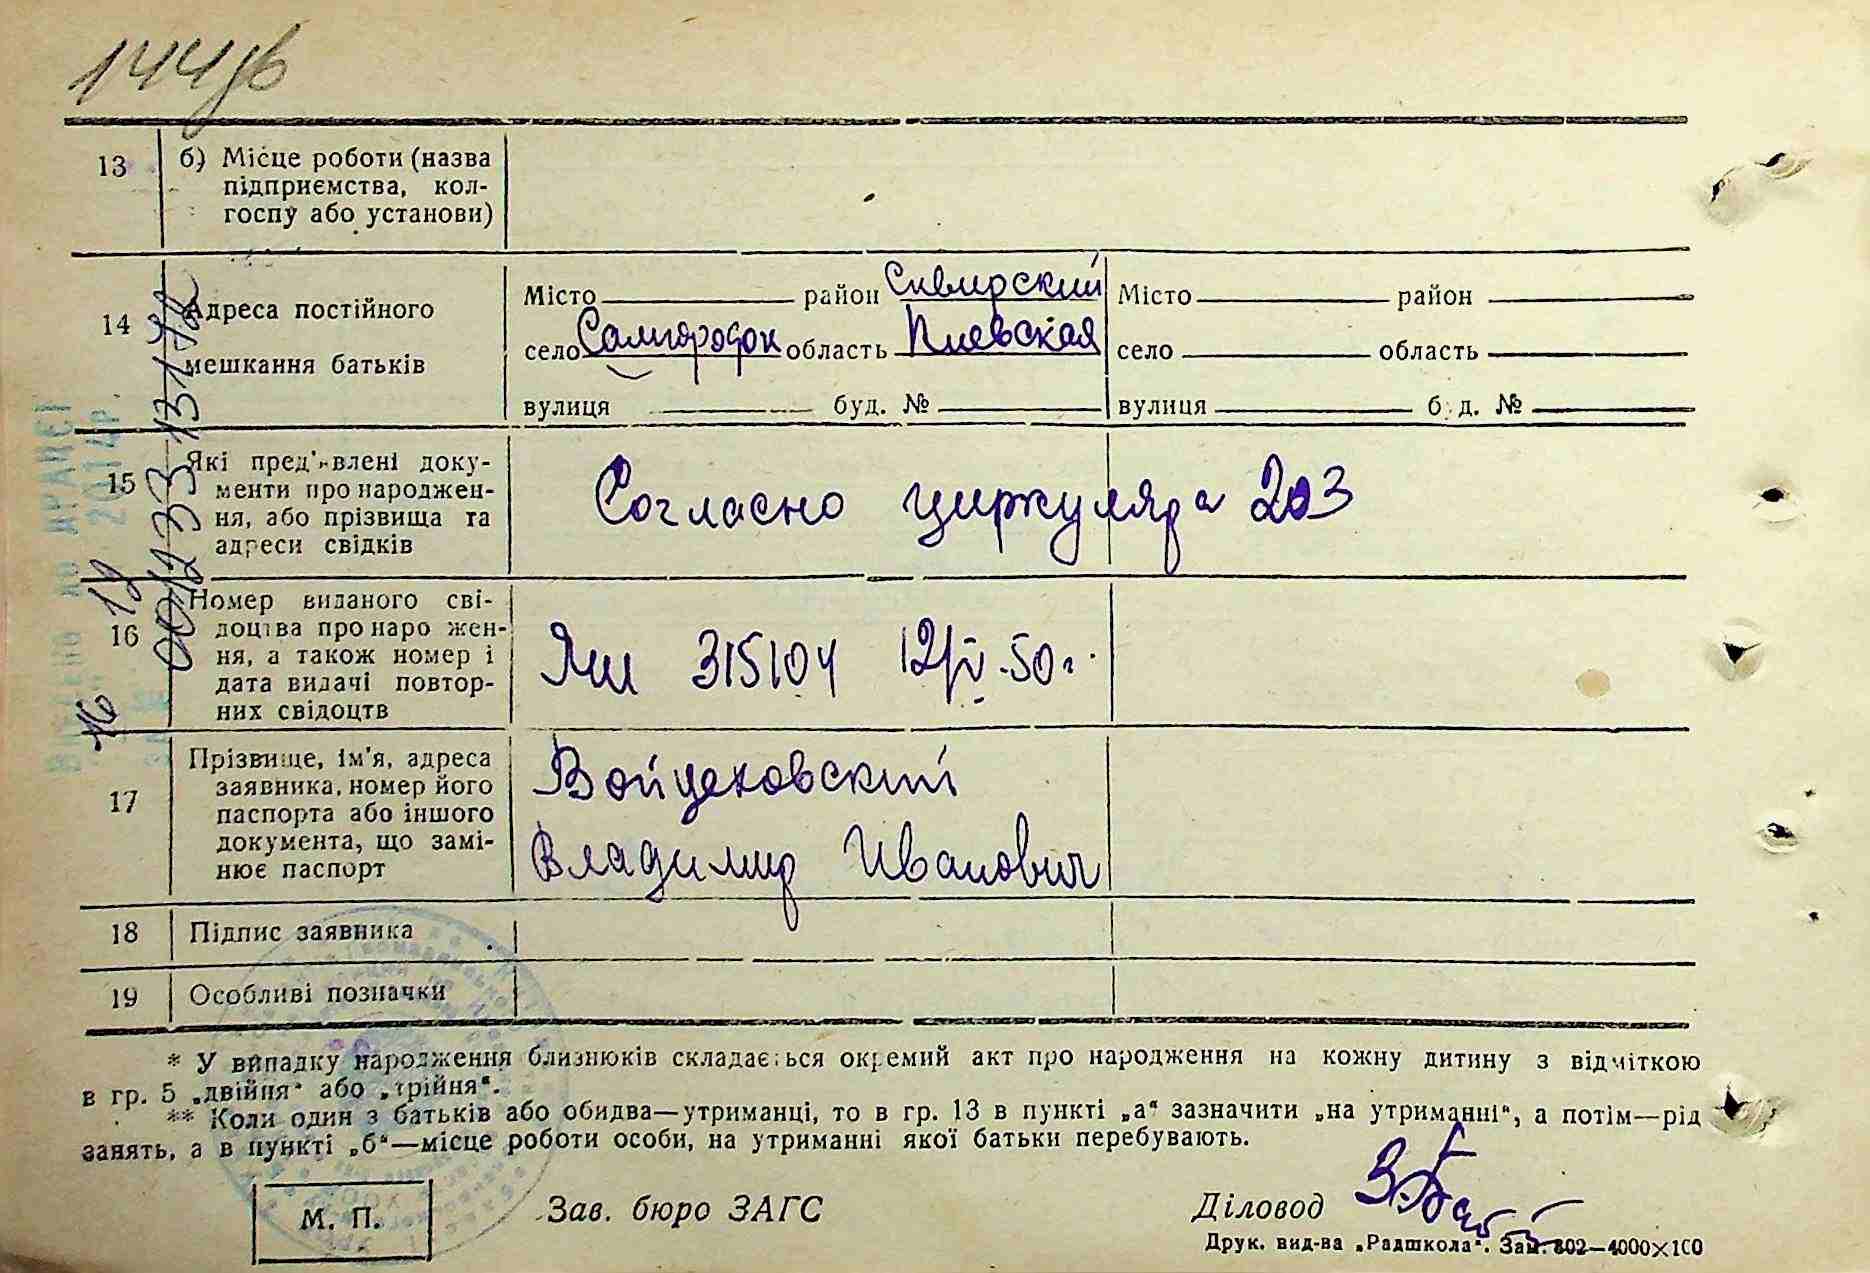 144зв
13 б) Місце роботи (назва
підприємства, кол-
госпу або установи)
14 Адреса постійного
мешкання батьків
Місто район Сквирский Місто район
село Самгородок область Киевская село область
вулиця буд. № вулиця буд. №
15 Які пред'явлені доку-
менти про народжен-
ня, або прізвища та
адреси свідків
Согласно циркуляра 203
16 Номер виданого сві-
доцтва про народжен-
ня, а також номер і
дата видачі повтор-
них свідоцтв
ЯШ 315104 12/V-50г.
17 Прізвище, ім'я, адреса
заявника, номер його
паспорта або іншого
документа, що замі-
нює паспорт
Войцеховский
Владимир Иванович
18 Підпис заявника
19 Особливі позначки
* У випадку народження близнюків складається окремий акт про народження на кожну дитину з відміткою
в гр. 5 „двійня“ або „трійня“.
** Коли один з батьків або обидва—утриманці, то в гр. 13 в пункті „а“ зазначити „на утриманні“, а потім—рід
занять, а в пункті „б“—місце роботи особи, на утриманні якої батьки перебувають.
М. П. Зав. бюро ЗАГС Діловод
Друк. вид-ва „Радшкола“. Зам. 802—4000×100